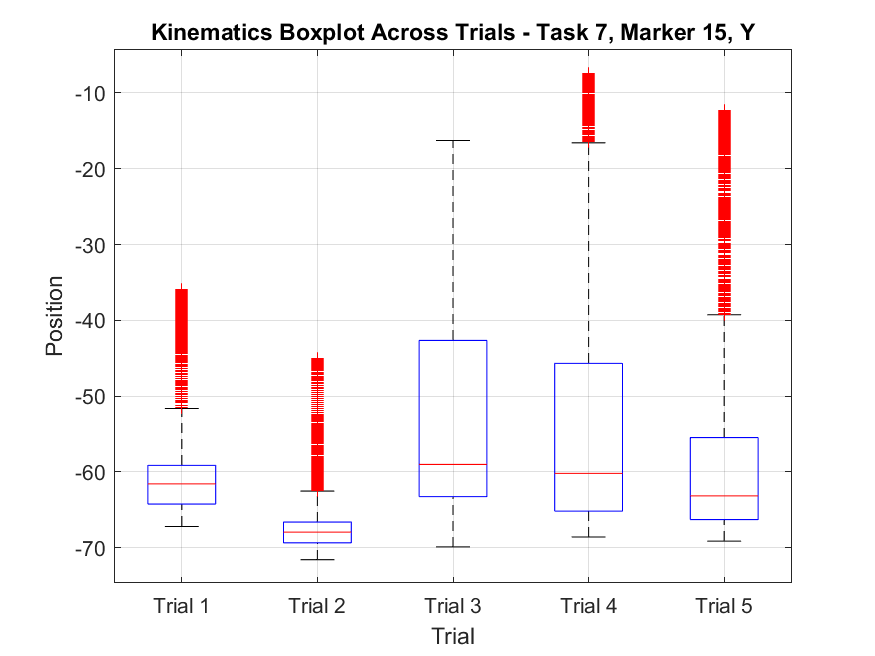 Kinematics Boxplot Across Trials - Task 7, Marker 15, Y
-10
-20
-30
-40
-50
-60
-70
Position
Trial 1 Trial 2 Trial 3 Trial 4 Trial 5
Trial